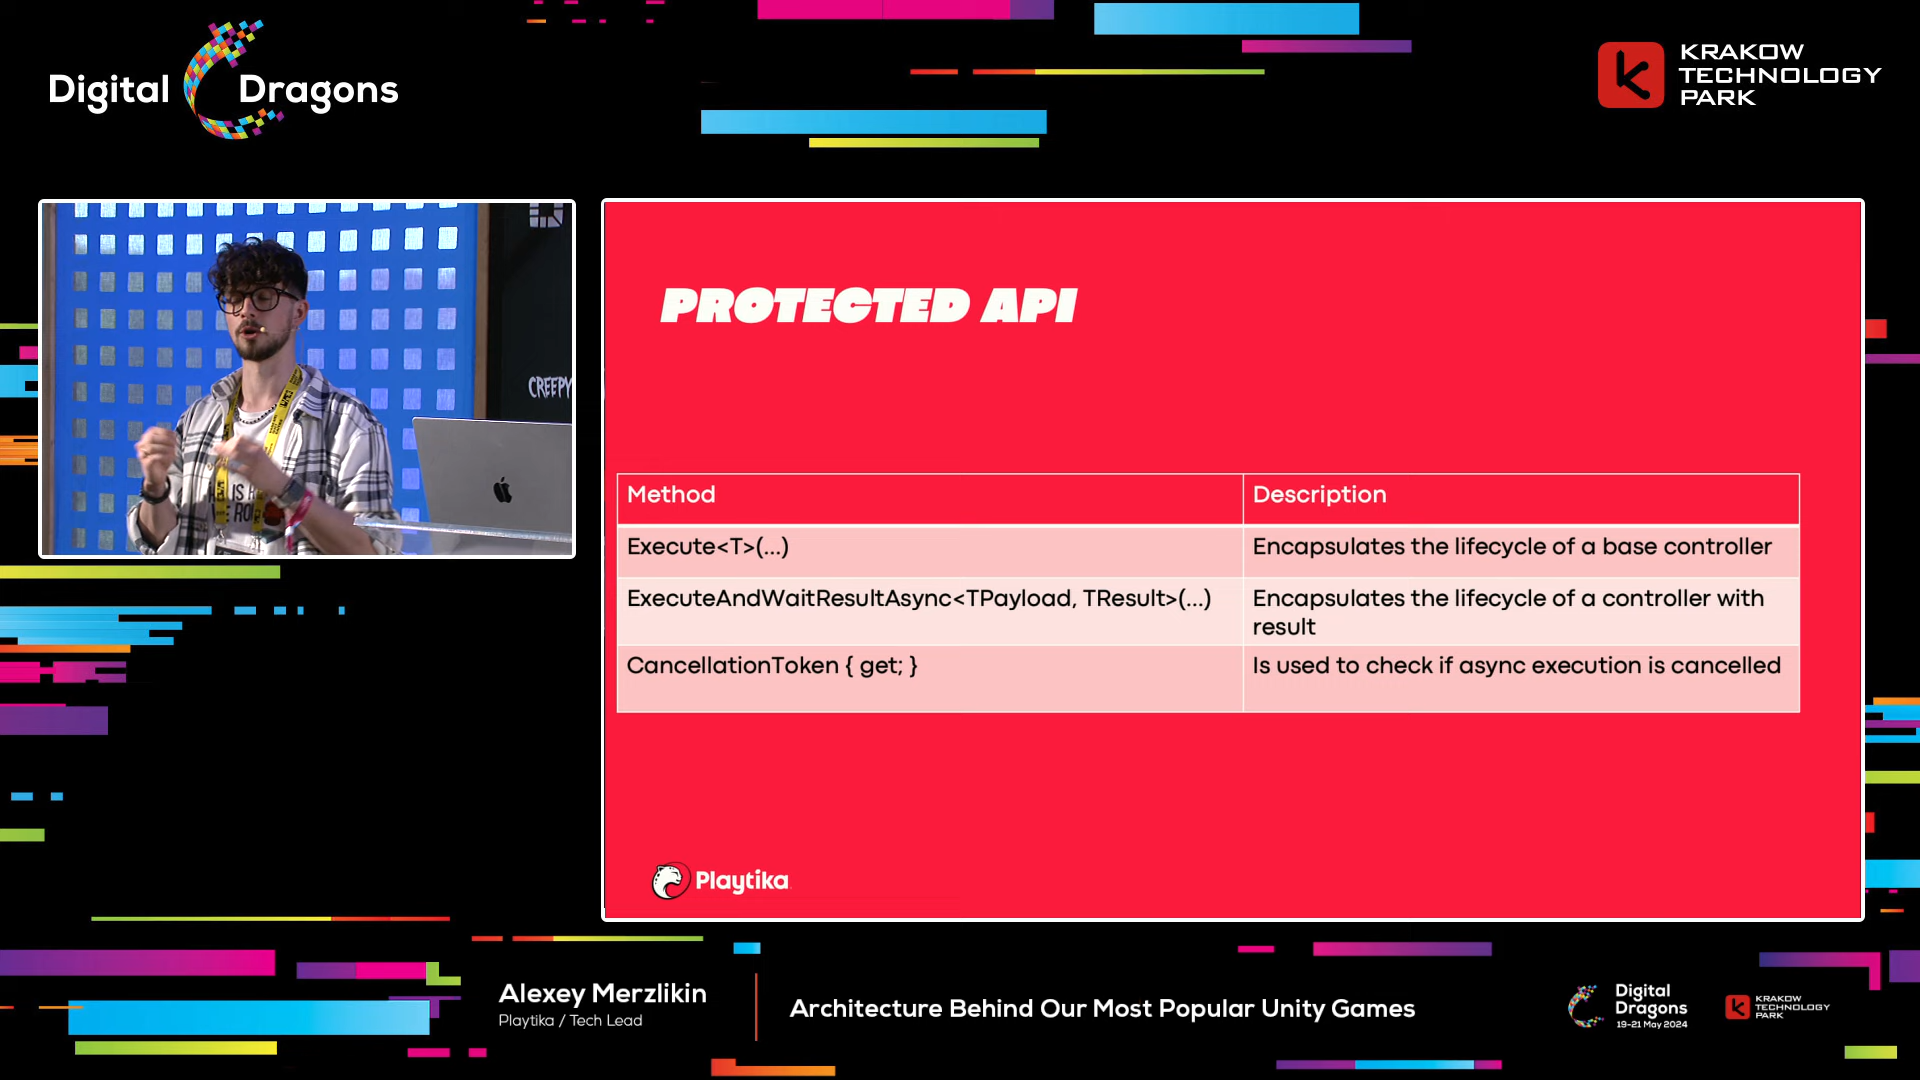 Digital Dragons
KRAKOW
TECHNOLOGY
PARK
CREEPY
PROTECTED API
Method
Description
Execute<T>(...)
Encapsulates the lifecycle of a base controller
ExecuteAndWaitResultAsync<TPayload, TResult>(...)
Encapsulates the lifecycle of a controller with
result
CancellationToken { get; }
Is used to check if async execution is cancelled
Playtika
Alexey Merzlikin
Playtika / Tech Lead
Architecture Behind Our Most Popular Unity Games
Digital
Dragons
19-21 May 2024
KRAKOW
TECHNOLOGY
PARK